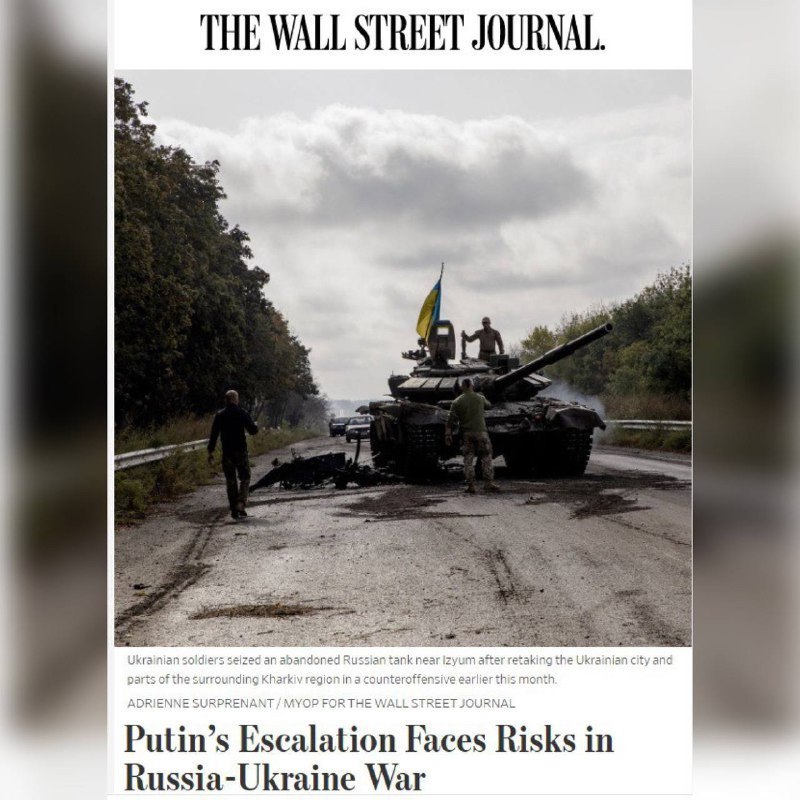 THE WALL STREET JOURNAL.
Ukrainian soldiers seized an abandoned Russian tank near Izyum after retaking the Ukrainian city and
parts of the surrounding Kharkiv region in a counteroffensive earlier this month.
ADRIENNE SURPRENANT / MYOP FOR THE WALL STREET JOURNAL
Putin's Escalation Faces Risks in
Russia-Ukraine War